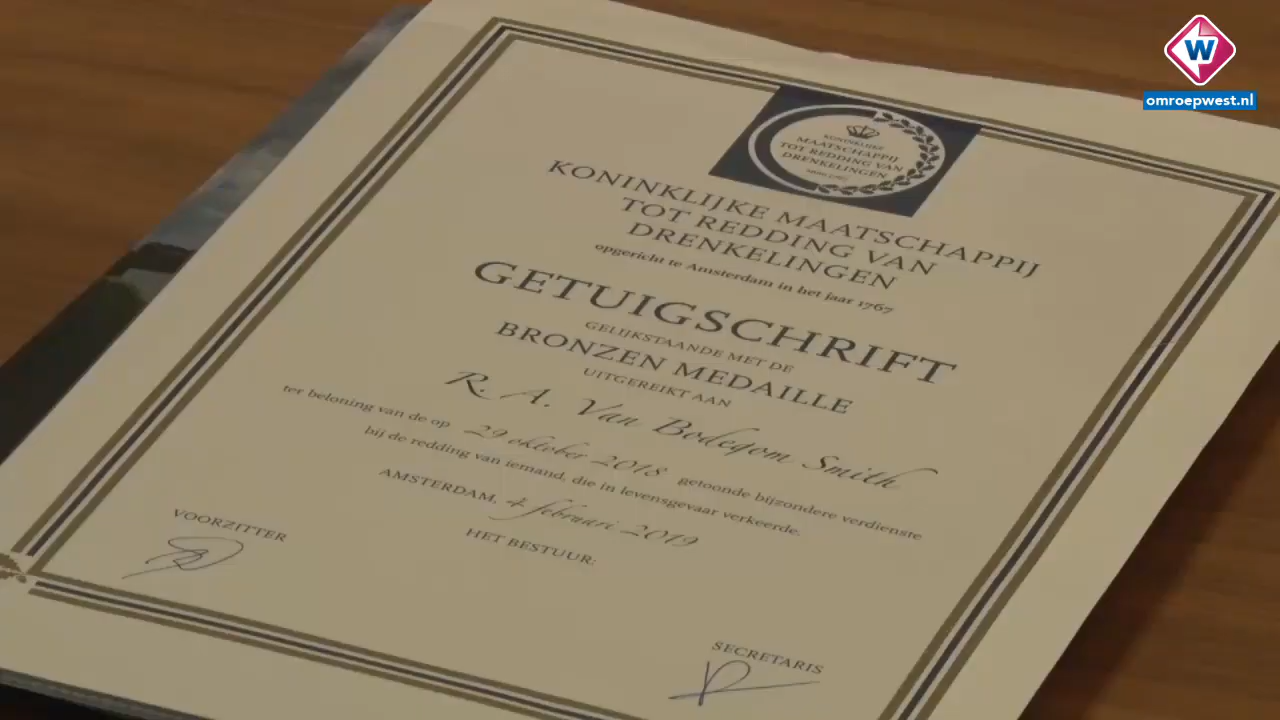 W
omroepwest.nl
KONINKLIJKE
MAATSCHAPPIJ
TOT REDDING VAN
DRENKELINGEN
KONINKLIJKE MAATSCHAPPIJ
TOT REDDING VAN
DRENKELINGEN
opgericht te Amsterdam in het jaar 1767
GETUIGSCHRIFT
GELIJKSTAANDE MET DE
BRONZEN MEDAILLE
UITGEREIKT AAN
R. A. Van Bodegom Smith
ter beloning van de op 29 oktober 2018 getoonde bijzondere verdienste
bij de redding van iemand, die in levensgevaar verkeerde.
AMSTERDAM, 4 februari 2019
HET BESTUUR:
VOORZITTER
SECRETARIS